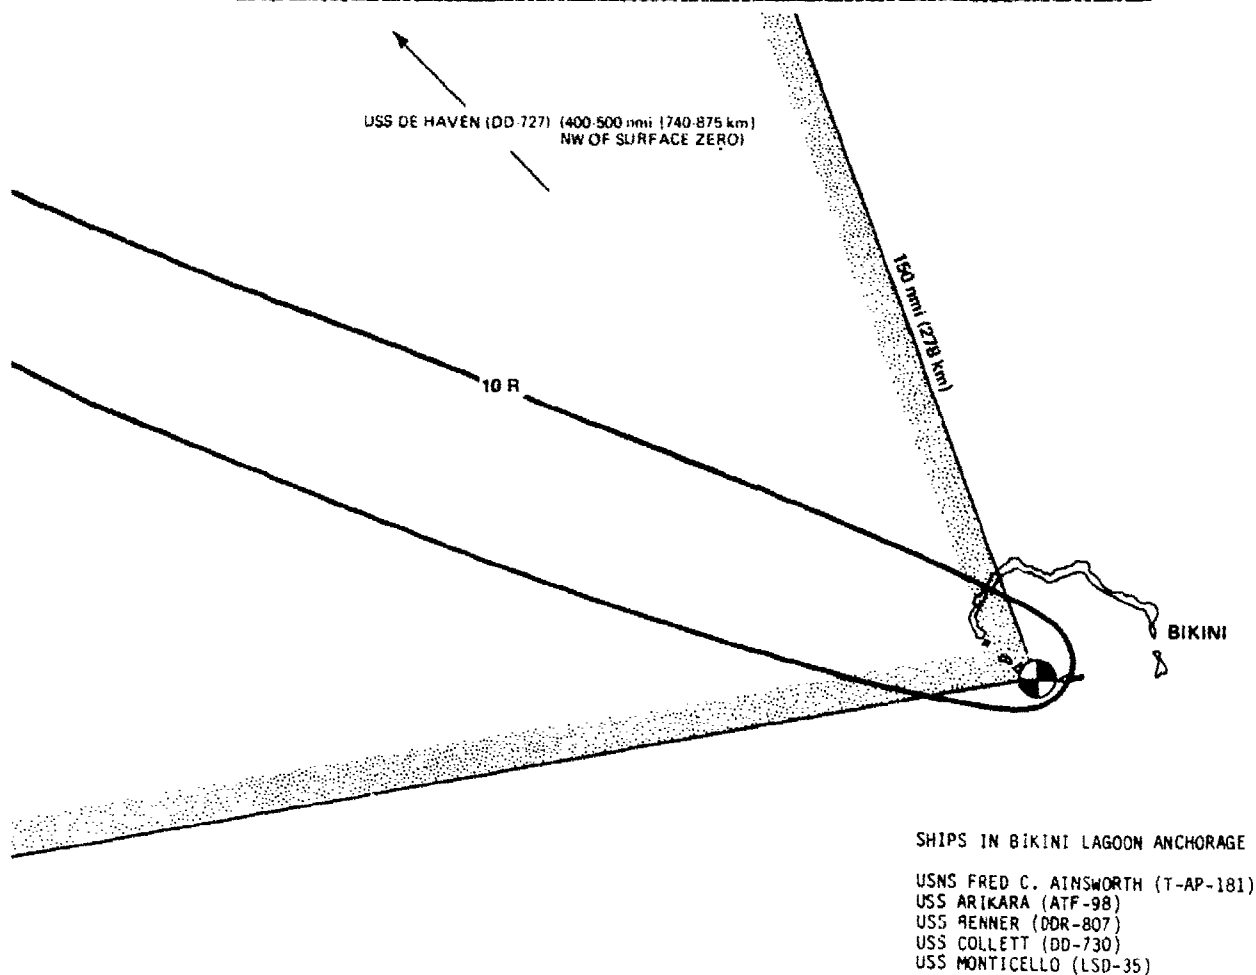 USS DE HAVEN (DD-727) (400-500 nmi [740-875 km]
NW OF SURFACE ZERO)
150 nmi (278 km)
10 R
BIKINI
SHIPS IN BIKINI LAGOON ANCHORAGE
USNS FRED C. AINSWORTH (T-AP-181)
USS ARIKARA (ATF-98)
USS BENNER (DDR-807)
USS COLLETT (DD-730)
USS MONTICELLO (LSD-35)